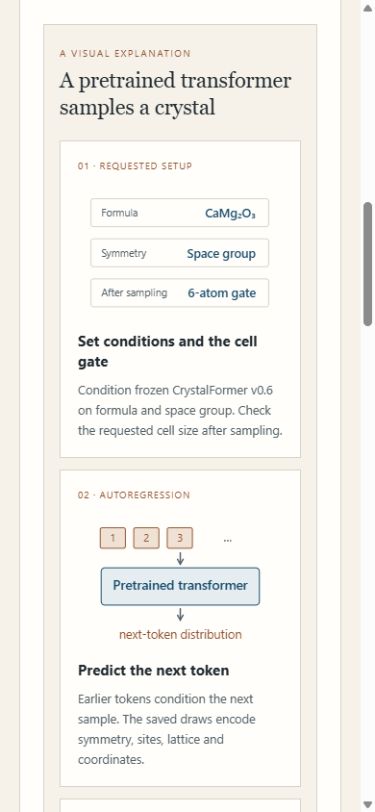 A VISUAL EXPLANATION
A pretrained transformer
samples a crystal
01 · REQUESTED SETUP
Formula CaMg₂O₃
Symmetry Space group
After sampling 6-atom gate
Set conditions and the cell
gate
Condition frozen CrystalFormer v0.6
on formula and space group. Check
the requested cell size after sampling.
02 · AUTOREGRESSION
1 2 3 ...
Pretrained transformer
next-token distribution
Predict the next token
Earlier tokens condition the next
sample. The saved draws encode
symmetry, sites, lattice and
coordinates.